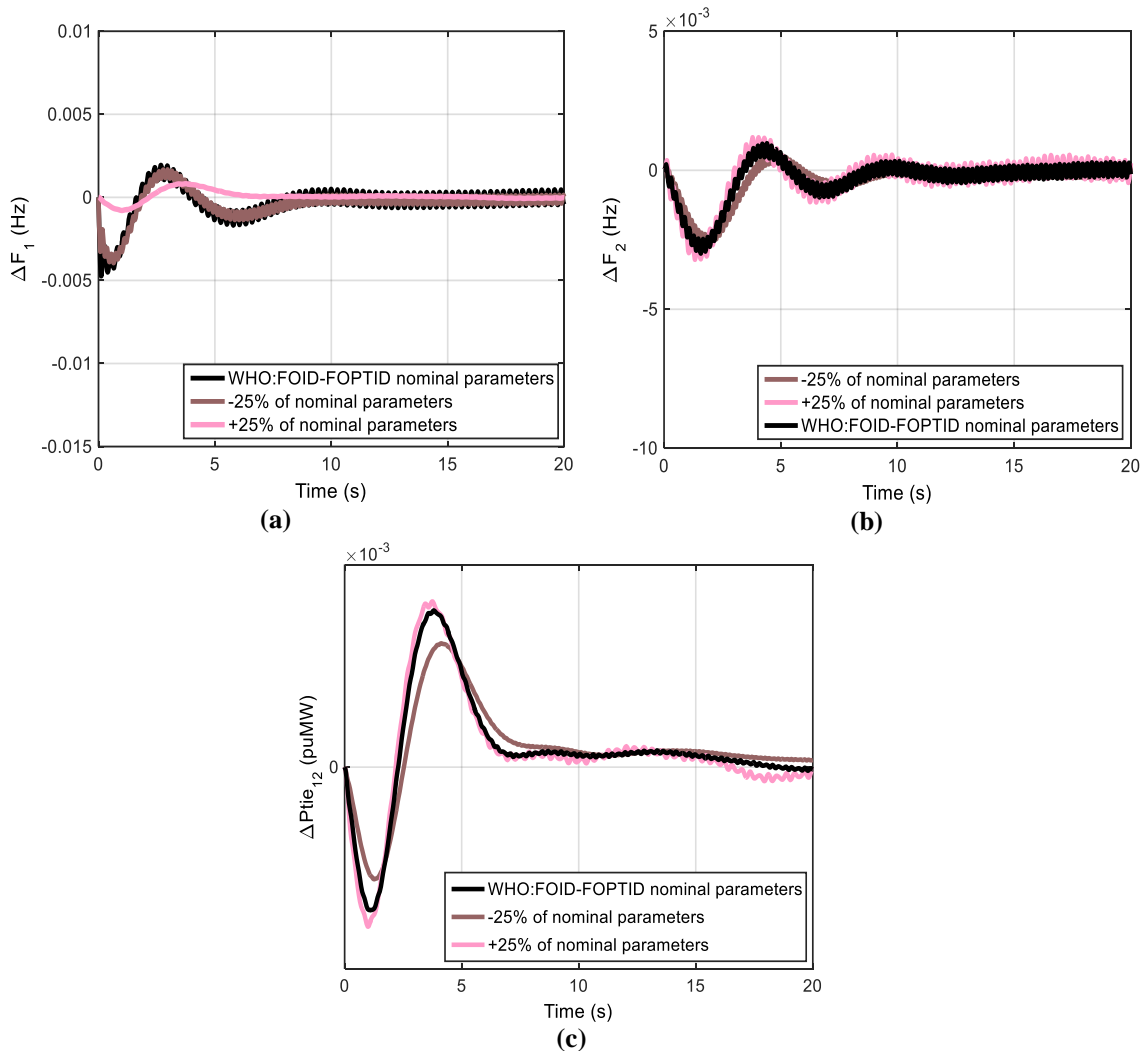 0.01
0.005
0
-0.005
-0.01
-0.015
ΔF1 (Hz)
WHO:FOID-FOPTID nominal parameters
-25% of nominal parameters
+25% of nominal parameters
0 5 10 15 20
Time (s)
(a)
×10-3
5
0
-5
-10
ΔF2 (Hz)
-25% of nominal parameters
+25% of nominal parameters
WHO:FOID-FOPTID nominal parameters
0 5 10 15 20
Time (s)
(b)
×10-3
0
ΔPtie12 (puMW)
WHO:FOID-FOPTID nominal parameters
-25% of nominal parameters
+25% of nominal parameters
0 5 10 15 20
Time (s)
(c)